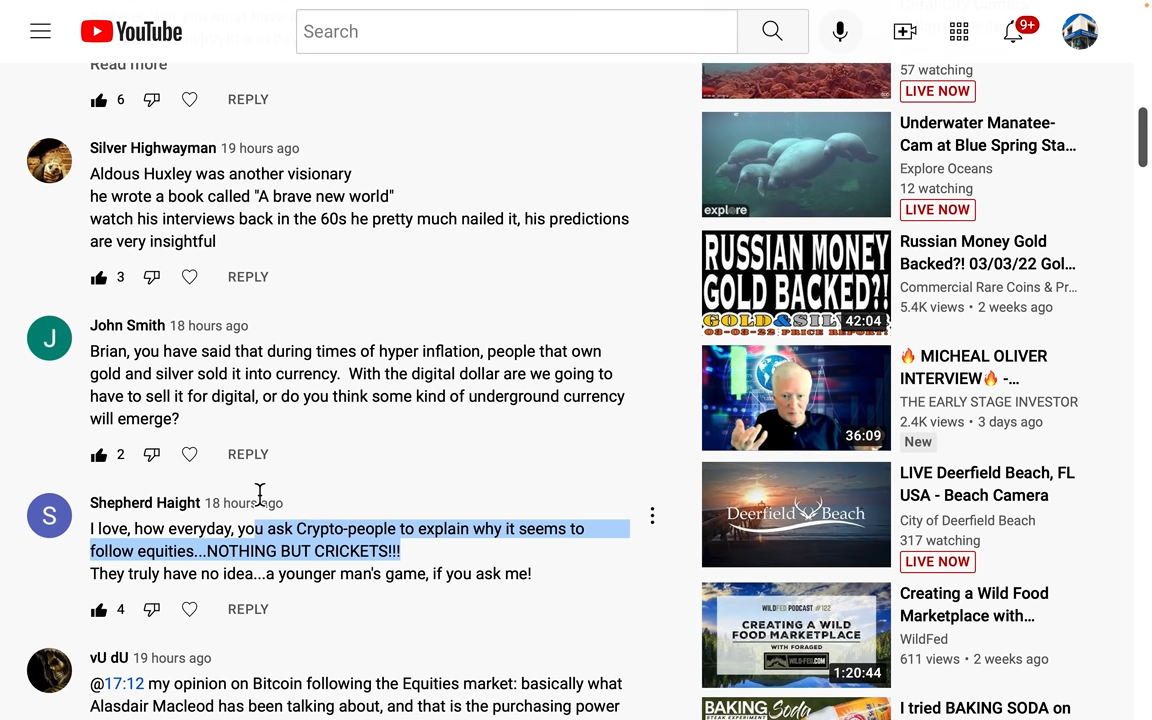 YouTube
Search
9+
Read more
6
REPLY
Silver Highwayman 19 hours ago
Aldous Huxley was another visionary
he wrote a book called "A brave new world"
watch his interviews back in the 60s he pretty much nailed it, his predictions
are very insightful
3
REPLY
John Smith 18 hours ago
Brian, you have said that during times of hyper inflation, people that own
gold and silver sold it into currency.  With the digital dollar are we going to
have to sell it for digital, or do you think some kind of underground currency
will emerge?
2
REPLY
S
J
Shepherd Haight 18 hours ago
I love, how everyday, you ask Crypto-people to explain why it seems to
follow equities...NOTHING BUT CRICKETS!!!
They truly have no idea...a younger man's game, if you ask me!
4
REPLY
vU dU 19 hours ago
@17:12 my opinion on Bitcoin following the Equities market: basically what
Alasdair Macleod has been talking about, and that is the purchasing power
57 watching
LIVE NOW
explore
Underwater Manatee-
Cam at Blue Spring Sta...
Explore Oceans
12 watching
LIVE NOW
RUSSIAN MONEY
GOLD BACKED?!
GOLD & SIL
03-03-22 PRICE REPORT!
42:04
Russian Money Gold
Backed?! 03/03/22 Gol...
Commercial Rare Coins & Pr...
5.4K views • 2 weeks ago
36:09
🔥 MICHEAL OLIVER
INTERVIEW🔥 -...
THE EARLY STAGE INVESTOR
2.4K views • 3 days ago
New
Deerfield Beach
LIVE Deerfield Beach, FL
USA - Beach Camera
City of Deerfield Beach
317 watching
LIVE NOW
WILDFED PODCAST #122
CREATING A WILD
FOOD MARKETPLACE
WITH FORAGED
WILD-FED.COM
1:20:44
Creating a Wild Food
Marketplace with...
WildFed
611 views • 2 weeks ago
BAKING Soda
STEAK EXPERIMENT
I tried BAKING SODA on